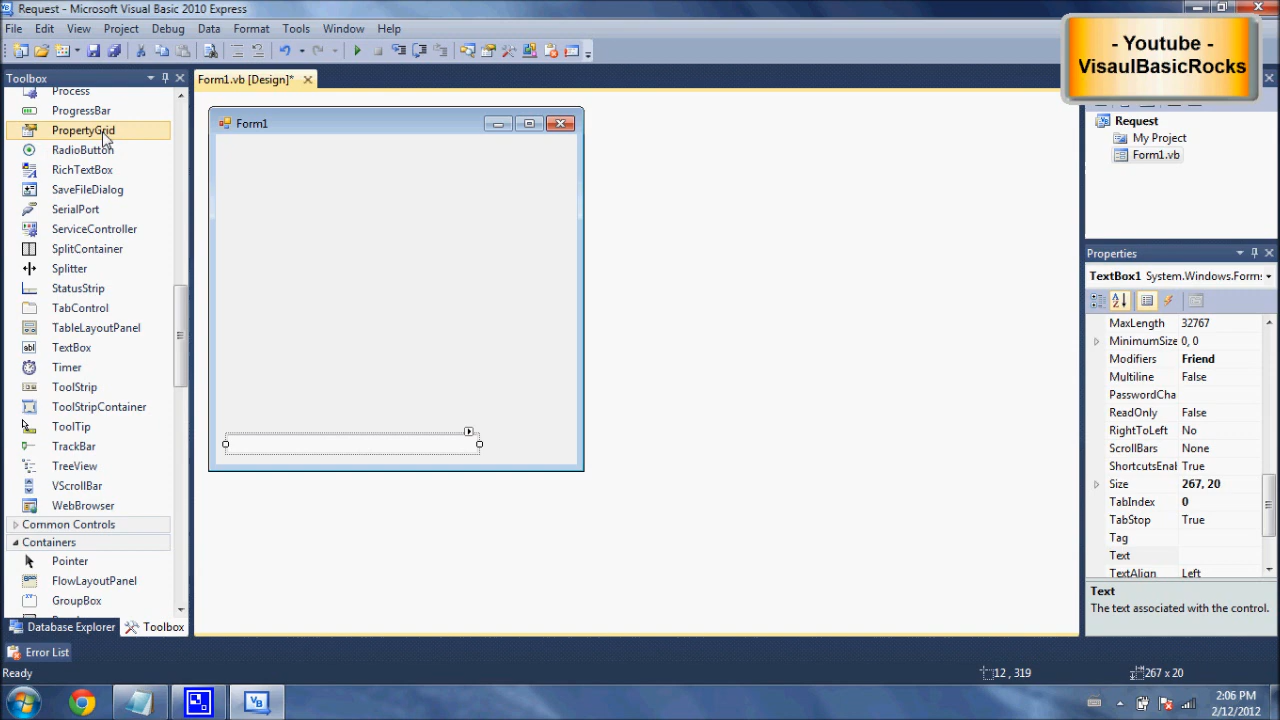 Request - Microsoft Visual Basic 2010 Express
File Edit View Project Debug Data Format Tools Window Help
- Youtube -
VisaulBasicRocks
Toolbox
Process
ProgressBar
PropertyGrid
RadioButton
RichTextBox
SaveFileDialog
SerialPort
ServiceController
SplitContainer
Splitter
StatusStrip
TabControl
TableLayoutPanel
TextBox
Timer
ToolStrip
ToolStripContainer
ToolTip
TrackBar
TreeView
VScrollBar
WebBrowser
Common Controls
Containers
Pointer
FlowLayoutPanel
GroupBox
Database Explorer Toolbox
Form1.vb [Design]*
Form1
Request
My Project
Form1.vb
Properties
TextBox1 System.Windows.Form:
MaxLength 32767
MinimumSize 0, 0
Modifiers Friend
Multiline False
PasswordCha
ReadOnly False
RightToLeft No
ScrollBars None
ShortcutsEnal True
Size 267, 20
TabIndex 0
TabStop True
Tag
Text
TextAlign Left
Text
The text associated with the control.
Error List
Ready 12 , 319 267 x 20
2:06 PM
2/12/2012